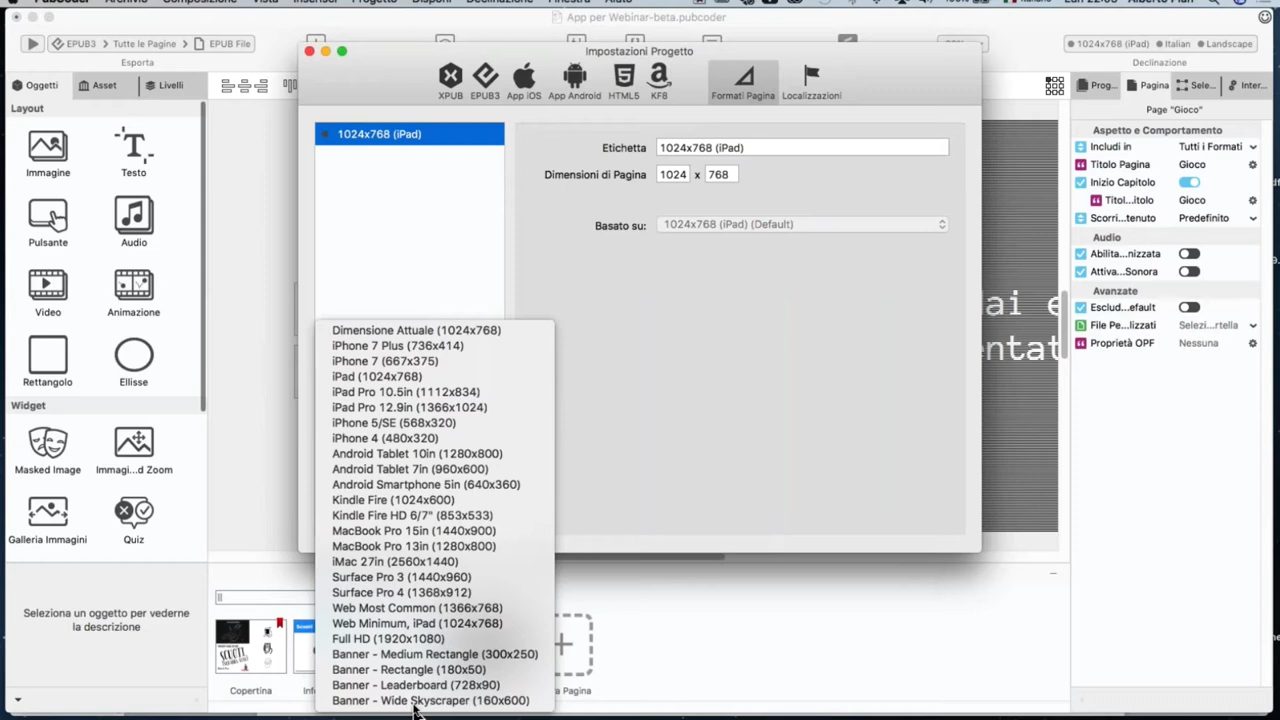 PubCoder
App per Webinar-beta.pubcoder
EPUB3 > Tutte le Pagine > EPUB File
Esporta
1024x768 (iPad) Italian Landscape
Declinazione
Impostazioni Progetto
XPUB EPUB3 App iOS App Android HTML5 KF8 Formati Pagina Localizzazioni
Oggetti Asset Livelli
Prog... Pagina Sele... Inter...
Layout
Immagine Testo
Pulsante Audio
Video Animazione
Rettangolo Ellisse
Widget
Masked Image Immagi...d Zoom
Galleria Immagini Quiz
Seleziona un oggetto per vederne
la descrizione
1024x768 (iPad)
Etichetta 1024x768 (iPad)
Dimensioni di Pagina 1024 x 768
Basato su: 1024x768 (iPad) (Default)
Dimensione Attuale (1024x768)
iPhone 7 Plus (736x414)
iPhone 7 (667x375)
iPad (1024x768)
iPad Pro 10.5in (1112x834)
iPad Pro 12.9in (1366x1024)
iPhone 5/SE (568x320)
iPhone 4 (480x320)
Android Tablet 10in (1280x800)
Android Tablet 7in (960x600)
Android Smartphone 5in (640x360)
Kindle Fire (1024x600)
Kindle Fire HD 6/7" (853x533)
MacBook Pro 15in (1440x900)
MacBook Pro 13in (1280x800)
iMac 27in (2560x1440)
Surface Pro 3 (1440x960)
Surface Pro 4 (1368x912)
Web Most Common (1366x768)
Web Minimum, iPad (1024x768)
Full HD (1920x1080)
Banner - Medium Rectangle (300x250)
Banner - Rectangle (180x50)
Banner - Leaderboard (728x90)
Banner - Wide Skyscraper (160x600)
Page "Gioco"
Aspetto e Comportamento
Includi in Tutti i Formati
Titolo Pagina Gioco
Inizio Capitolo
Titol...itolo Gioco
Scorri...tenuto Predefinito
Audio
Abilita...nizzata
Attiva...Sonora
Avanzate
Esclud...efault
File Pe...lizzati Selezi...rtella
Proprietà OPF Nessuna
ai e
entat
Copertina
Pagina